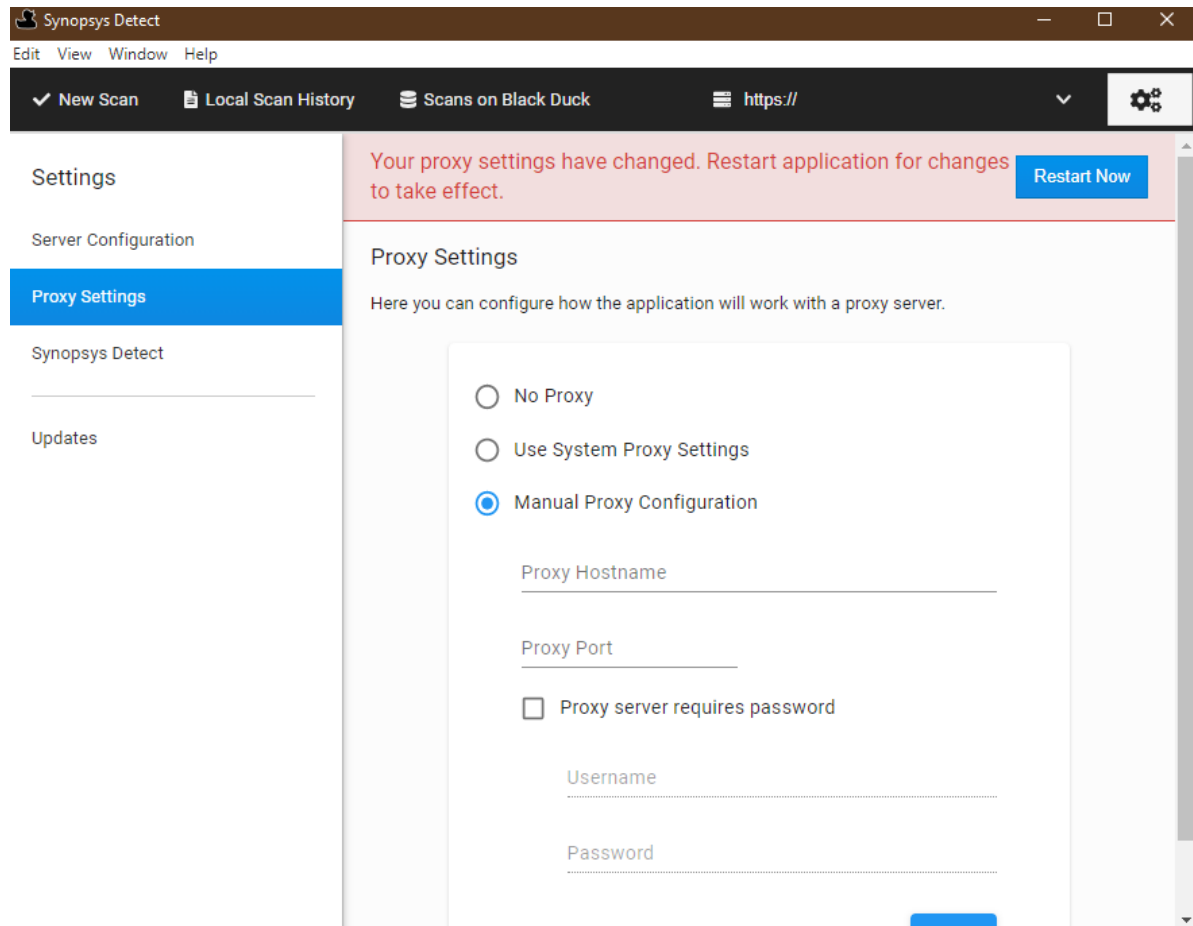 Synopsys Detect
Edit View Window Help
New Scan Local Scan History Scans on Black Duck https://
Settings
Server Configuration
Proxy Settings
Synopsys Detect
Updates
Your proxy settings have changed. Restart application for changes
to take effect.
Restart Now
Proxy Settings
Here you can configure how the application will work with a proxy server.
No Proxy
Use System Proxy Settings
Manual Proxy Configuration
Proxy Hostname
Proxy Port
Proxy server requires password
Username
Password